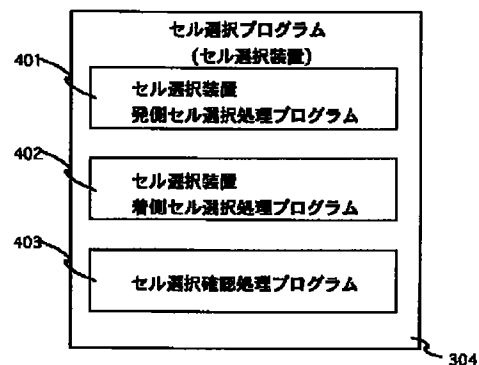 セル選択プログラム
(セル選択装置)
401
セル選択装置
発側セル選択処理プログラム
402
セル選択装置
着側セル選択処理プログラム
403
セル選択確認処理プログラム
304